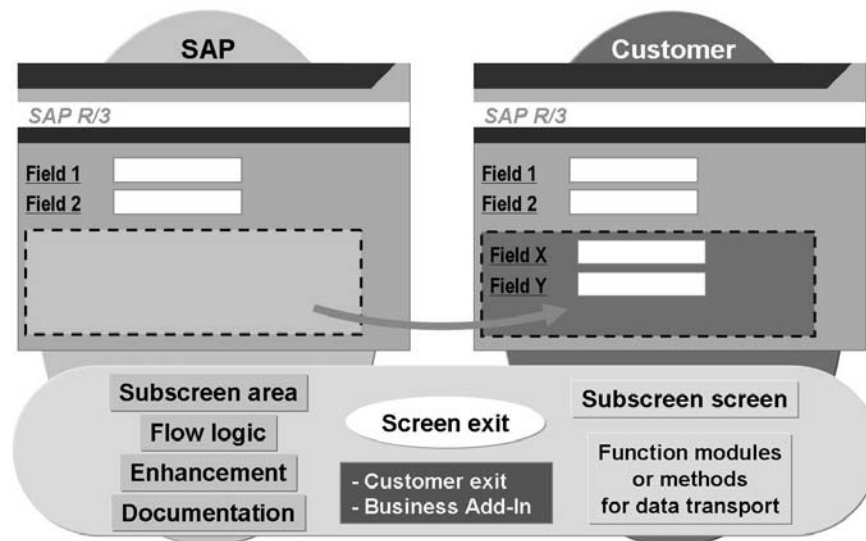 SAP
SAP R/3
Field 1
Field 2
Customer
SAP R/3
Field 1
Field 2
Field X
Field Y
Subscreen area
Flow logic
Enhancement
Documentation
Screen exit
- Customer exit
- Business Add-In
Subscreen screen
Function modules
or methods
for data transport